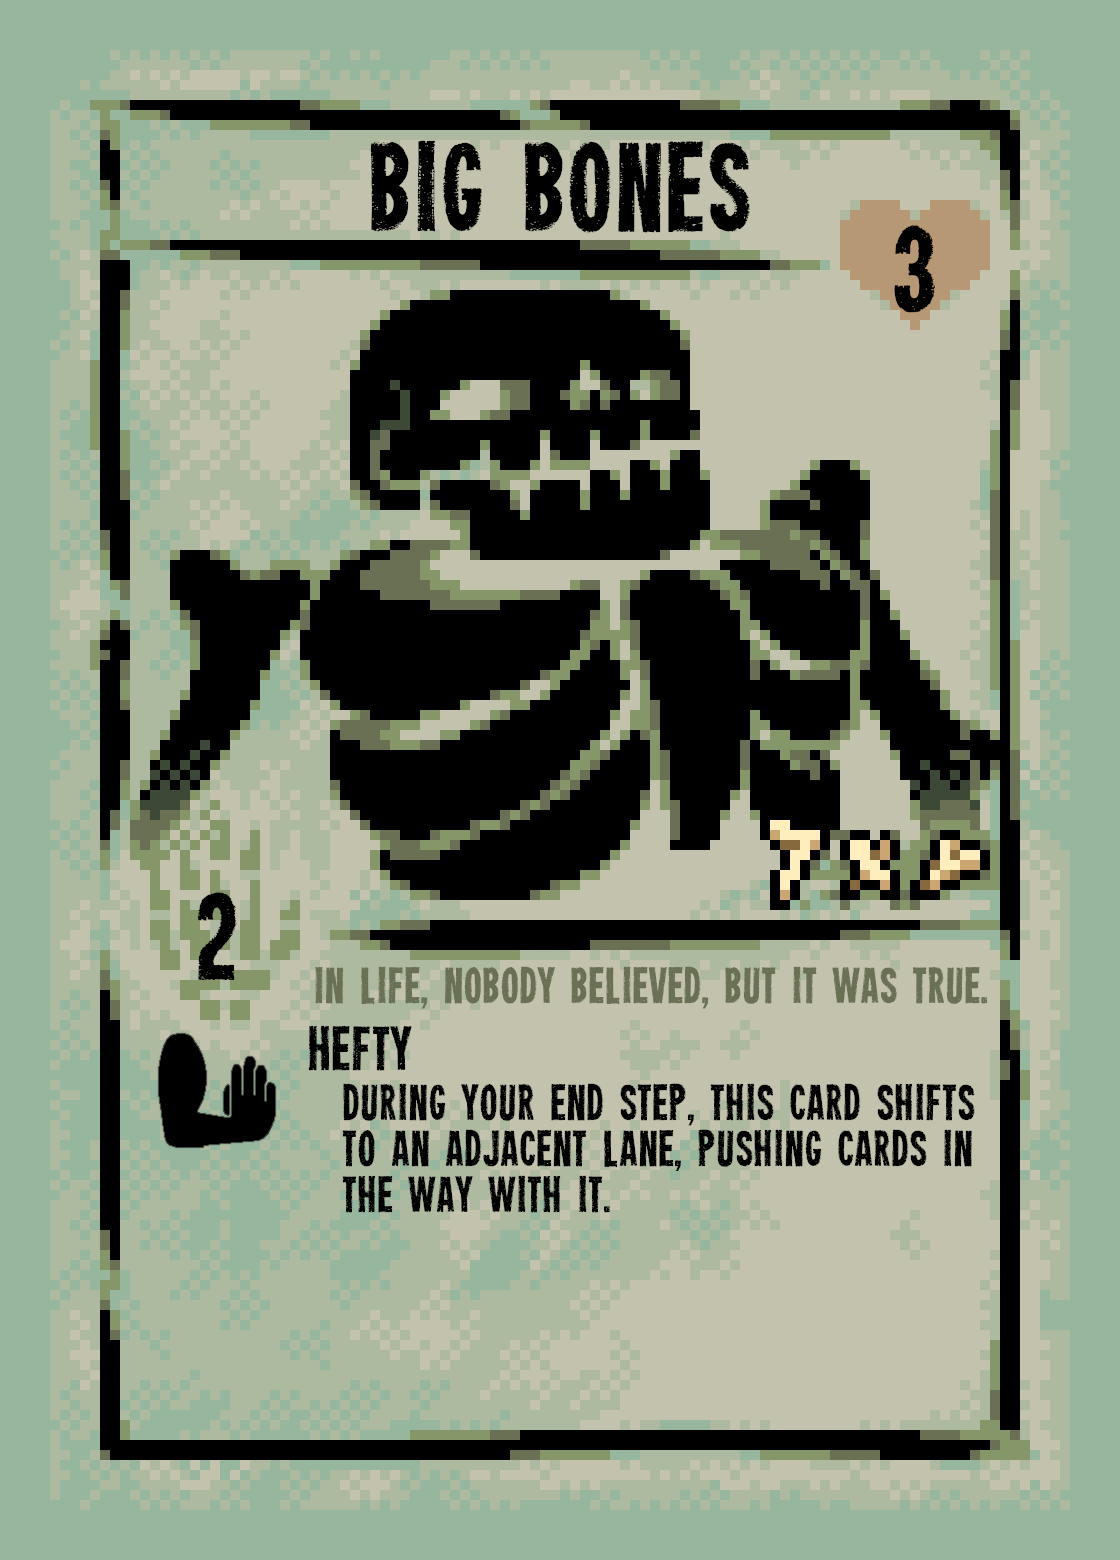 BIG BONES
3
7X
2
IN LIFE, NOBODY BELIEVED, BUT IT WAS TRUE.
HEFTY
DURING YOUR END STEP, THIS CARD SHIFTS
TO AN ADJACENT LANE, PUSHING CARDS IN
THE WAY WITH IT.